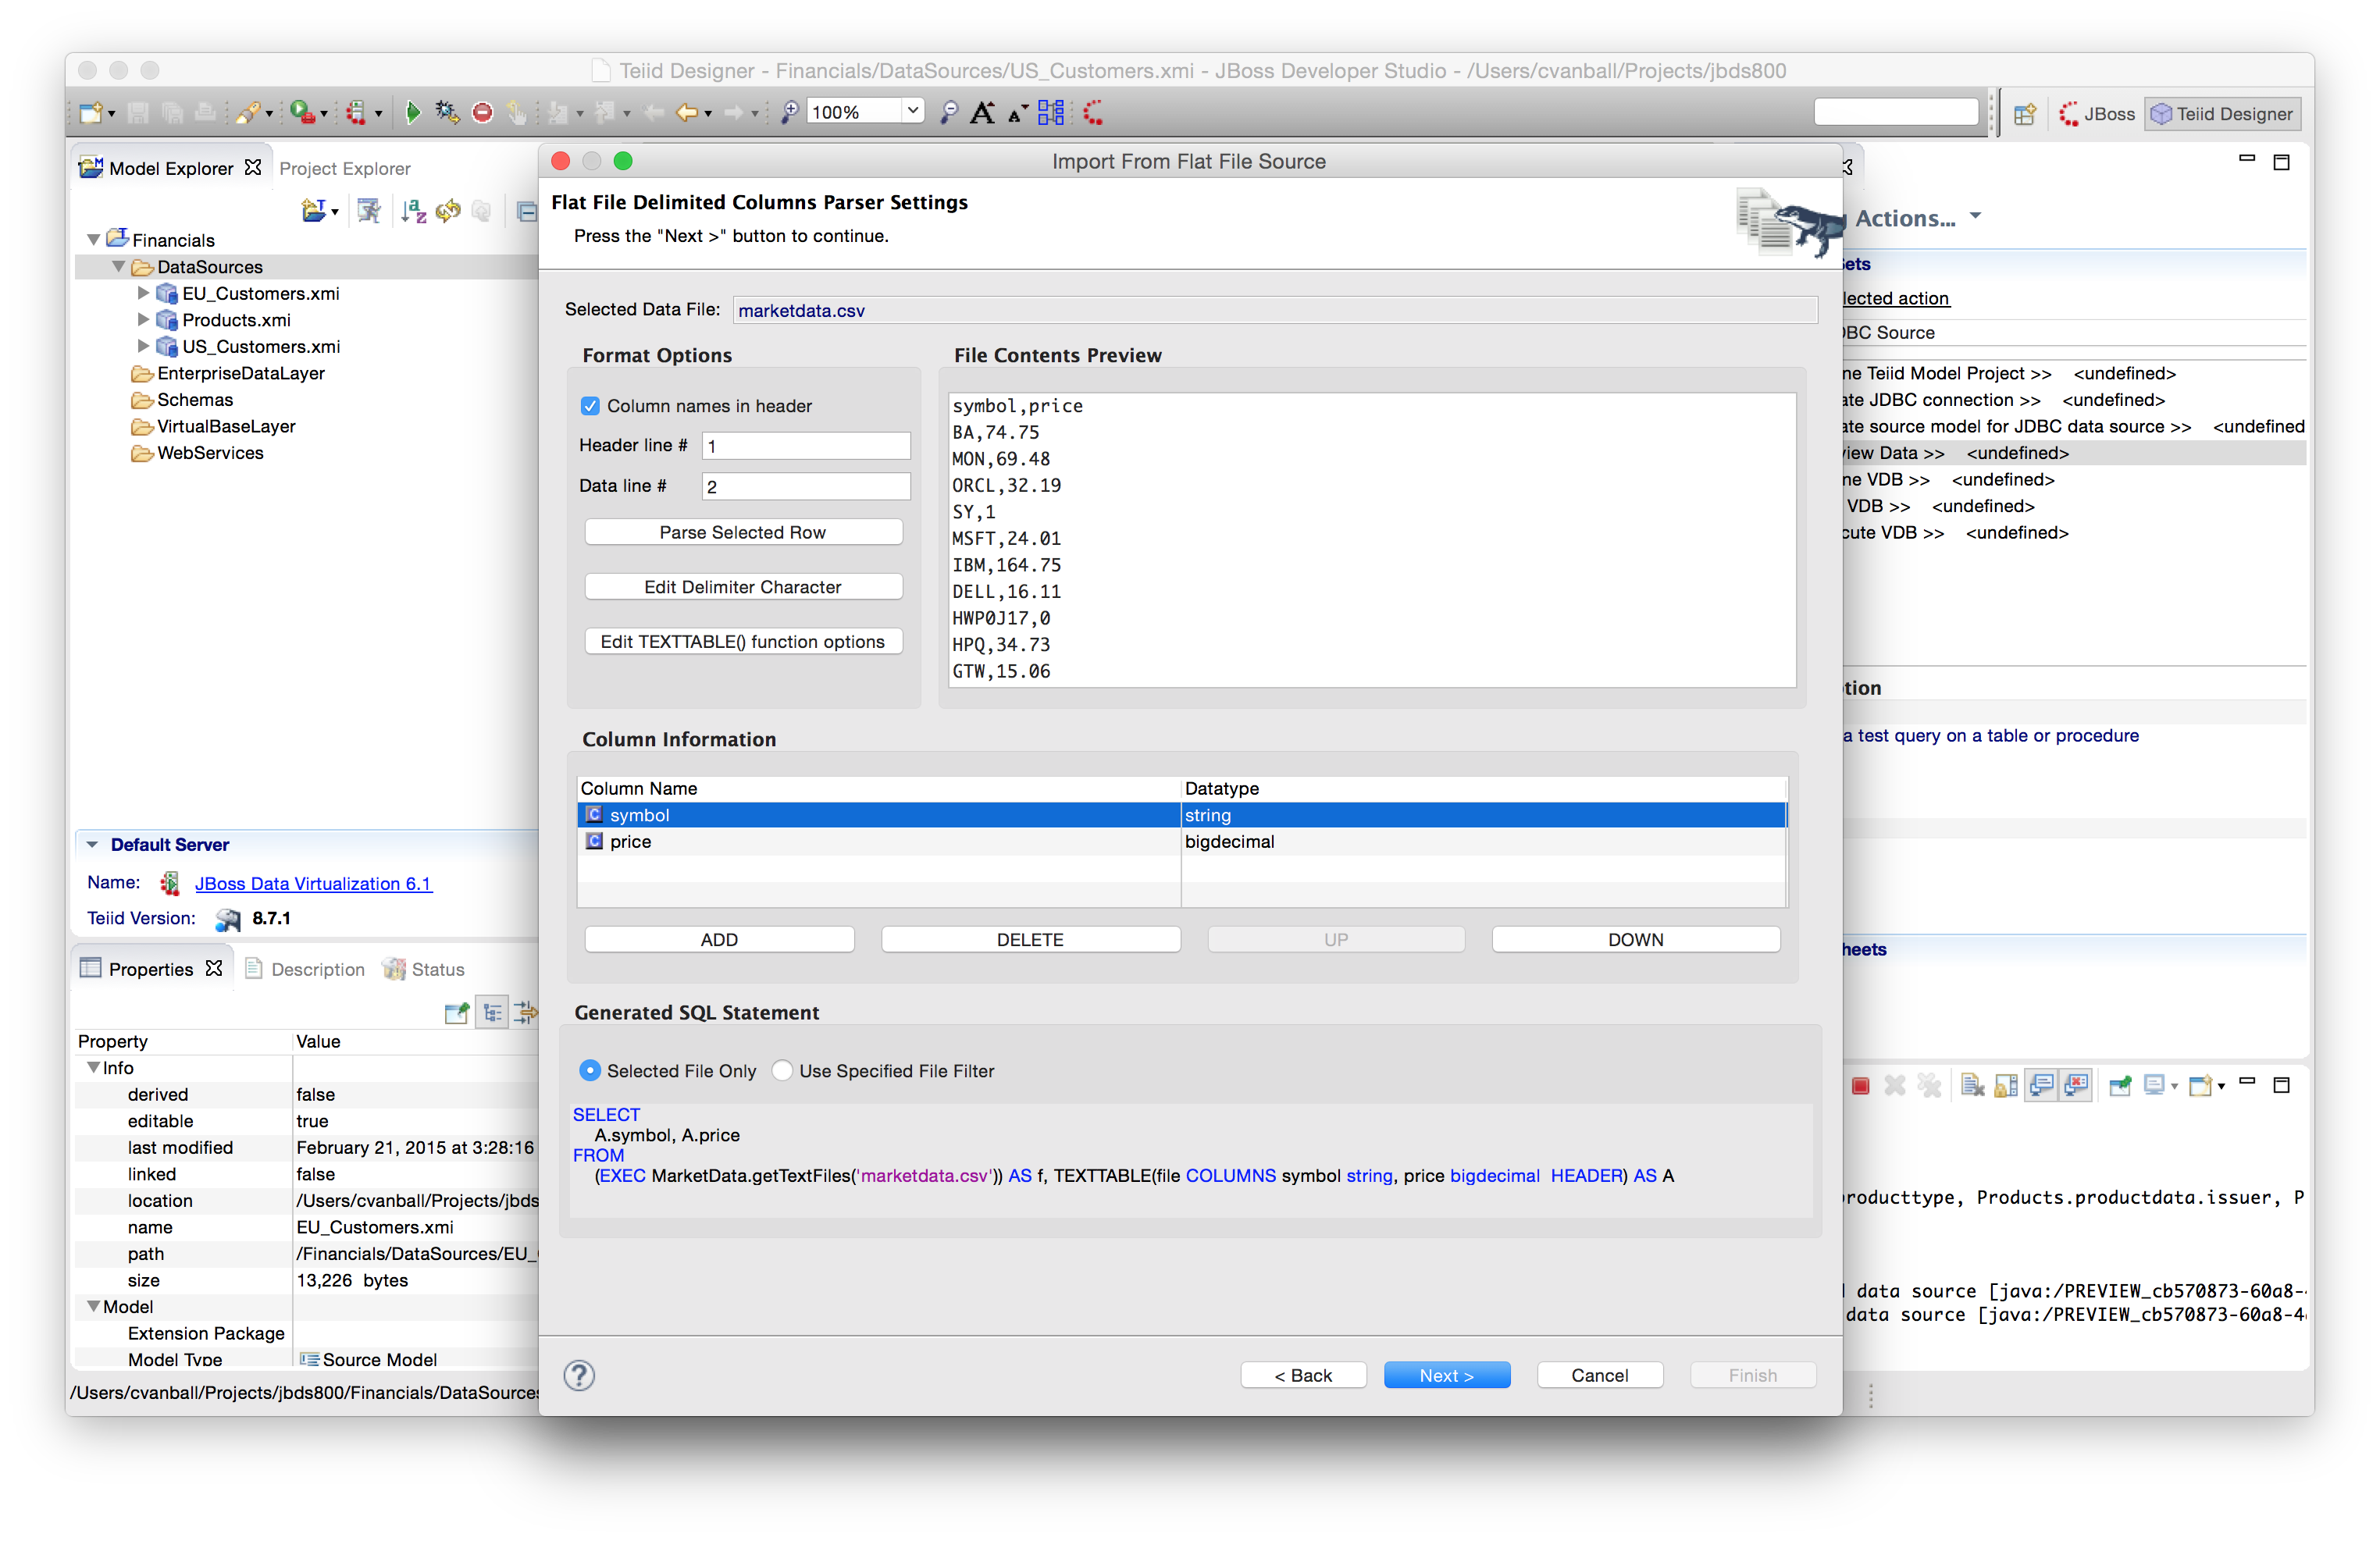 Teiid Designer - Financials/DataSources/US_Customers.xmi - JBoss Developer Studio - /Users/cvanball/Projects/jbds800
100%
JBoss
Teiid Designer
Model Explorer
Project Explorer
Financials
DataSources
EU_Customers.xmi
Products.xmi
US_Customers.xmi
EnterpriseDataLayer
Schemas
VirtualBaseLayer
WebServices
Default Server
Name: JBoss Data Virtualization 6.1
Teiid Version: 8.7.1
Properties
Description
Status
Property Value
Info
derived false
editable true
last modified February 21, 2015 at 3:28:16
linked false
location /Users/cvanball/Projects/jbds
name EU_Customers.xmi
path /Financials/DataSources/EU_
size 13,226 bytes
Model
Extension Package
Model Type Source Model
/Users/cvanball/Projects/jbds800/Financials/DataSources
Import From Flat File Source
Flat File Delimited Columns Parser Settings
Press the "Next >" button to continue.
Selected Data File: marketdata.csv
Format Options
Column names in header
Header line # 1
Data line # 2
Parse Selected Row
Edit Delimiter Character
Edit TEXTTABLE() function options
File Contents Preview
symbol,price
BA,74.75
MON,69.48
ORCL,32.19
SY,1
MSFT,24.01
IBM,164.75
DELL,16.11
HWP0J17,0
HPQ,34.73
GTW,15.06
Column Information
Column Name Datatype
symbol string
price bigdecimal
ADD
DELETE
UP
DOWN
Generated SQL Statement
Selected File Only
Use Specified File Filter
SELECT
A.symbol, A.price
FROM
(EXEC MarketData.getTextFiles('marketdata.csv')) AS f, TEXTTABLE(file COLUMNS symbol string, price bigdecimal HEADER) AS A
?
< Back
Next >
Cancel
Finish
Actions...
ets
lected action
BC Source
ne Teiid Model Project >> <undefined>
ate JDBC connection >> <undefined>
ate source model for JDBC data source >> <undefined
iew Data >> <undefined>
ne VDB >> <undefined>
VDB >> <undefined>
cute VDB >> <undefined>
tion
a test query on a table or procedure
heets
roducttype, Products.productdata.issuer, P
data source [java:/PREVIEW_cb570873-60a8-
data source [java:/PREVIEW_cb570873-60a8-4